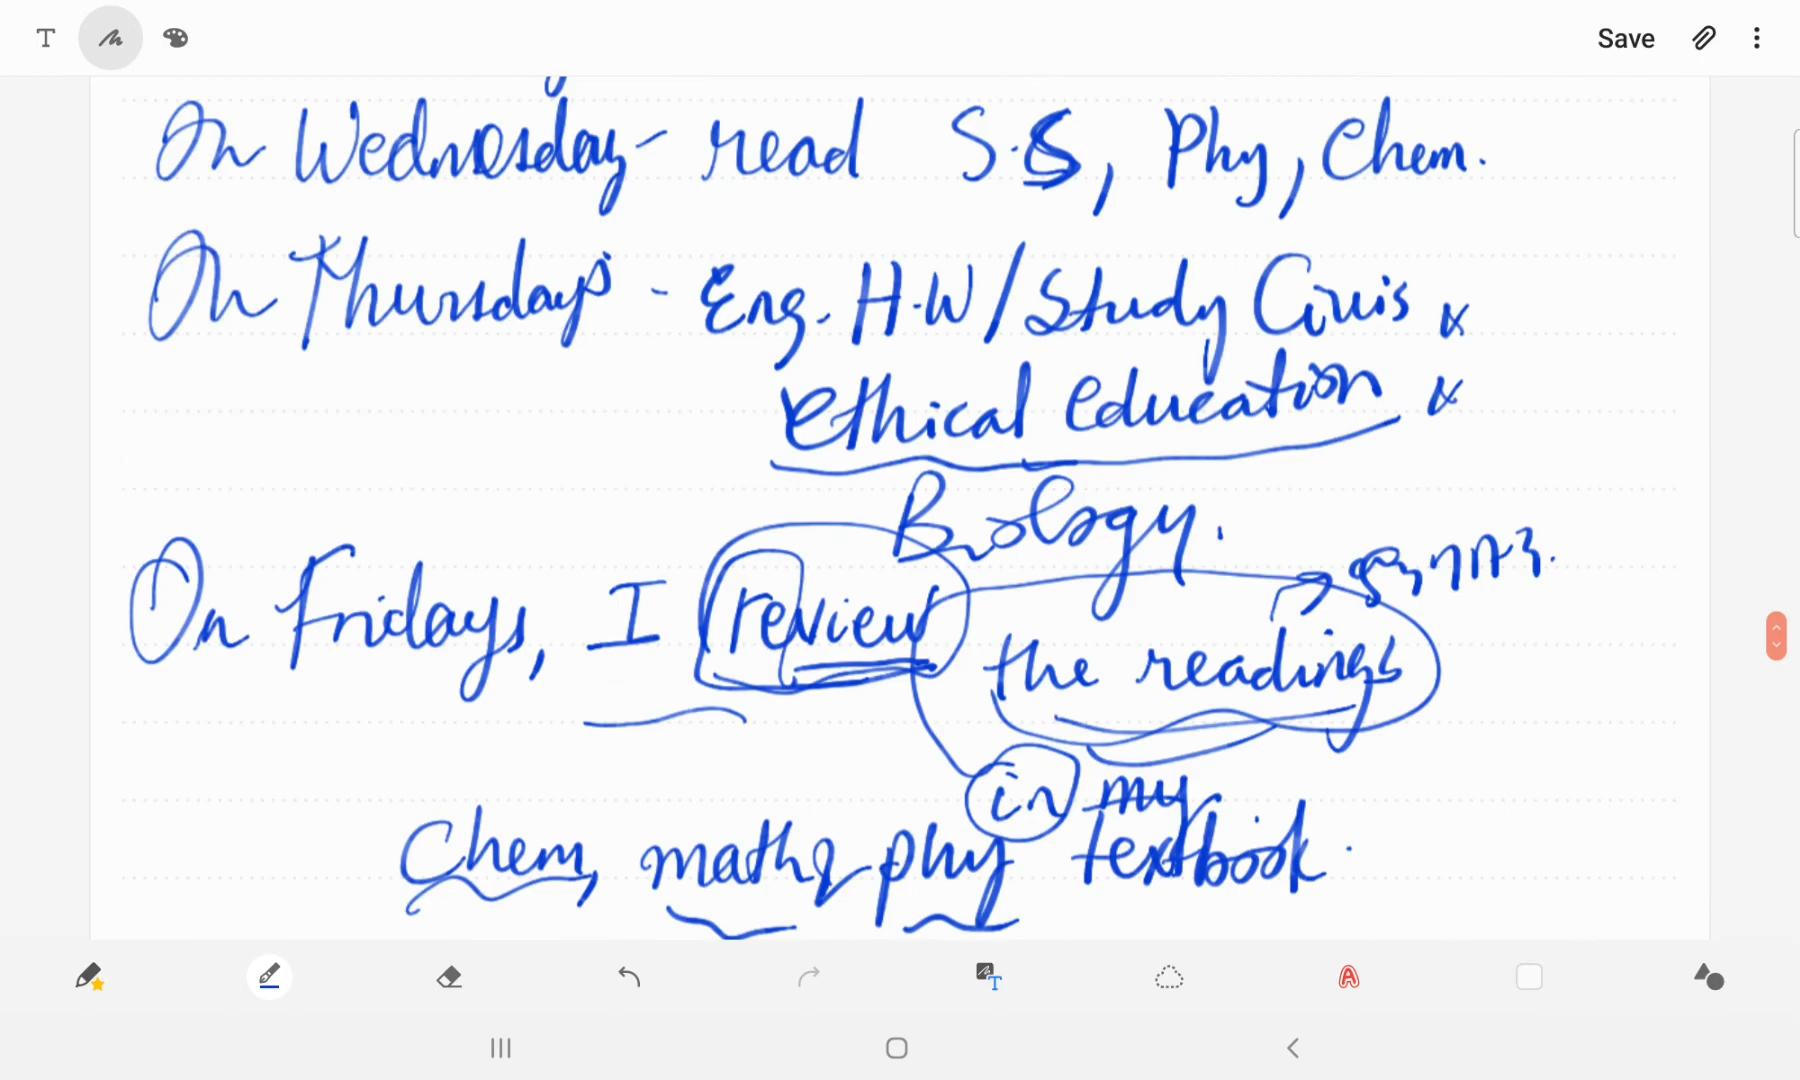 T Save
On Wednesday - read S.S, Phy, Chem.
On Thursdays - Eng. H.W/Study Civis x
ethical education x
Biology.
On Fridays, I review the readings
in my
Chem, maths phy textbook.
A